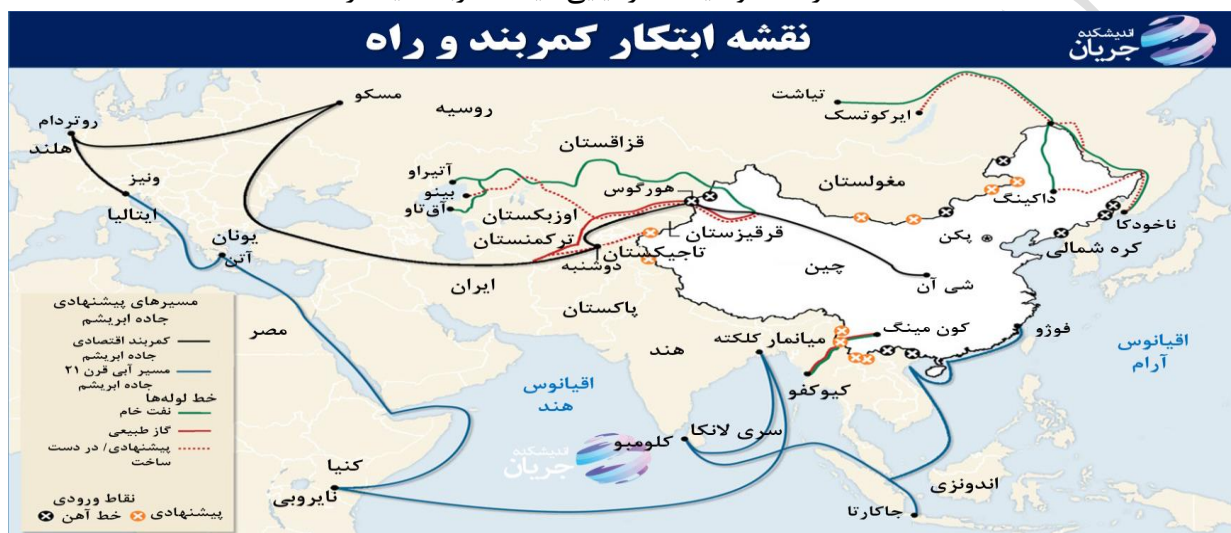 نقشه ابتکار کمربند و راه
اندیشکده
جریان
مسکو
روسیه
تیاشت
ایرکوتسک
روتردام
هلند
قزاقستان
آتیراو
بینو
آق‌تاو
هورگوس
مغولستان
داکینگ
ناخودکا
ونیز
ایتالیا
اوزبکستان
ترکمنستان
قرقیزستان
تاجیکستان
دوشنبه
پکن
کره شمالی
یونان
آتن
ایران
چین
شی آن
پاکستان
مصر
هند
میانمار
کلکته
کون مینگ
فوژو
کیوکفو
اقیانوس
آرام
اقیانوس
هند
سری لانکا
کلومبو
اندیشکده
جریان
کنیا
نایروبی
اندونزی
جاکارتا
مسیرهای پیشنهادی
جاده ابریشم
کمربند اقتصادی
جاده ابریشم
مسیر آبی قرن ۲۱
جاده ابریشم
خط لوله‌ها
نفت خام
گاز طبیعی
پیشنهادی/ در دست
ساخت
نقاط ورودی
پیشنهادی
خط آهن